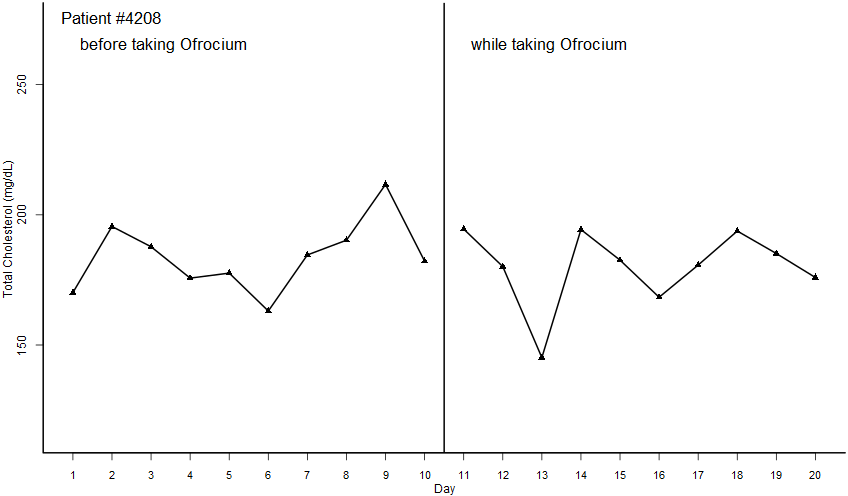 Patient #4208
before taking Ofrocium
while taking Ofrocium
Total Cholesterol (mg/dL)
250
200
150
1 2 3 4 5 6 7 8 9 10 11 12 13 14 15 16 17 18 19 20
Day